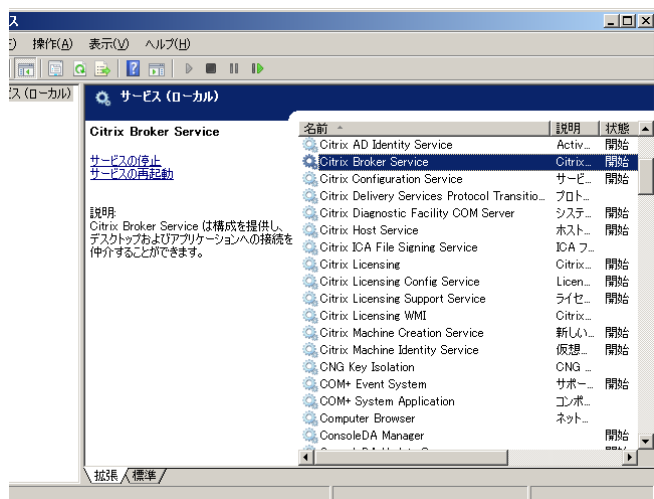 ス
操作(A) 表示(V) ヘルプ(H)
ス (ローカル)
サービス (ローカル)
Citrix Broker Service
サービスの停止
サービスの再起動
説明:
Citrix Broker Service は構成を提供し、
デスクトップおよびアプリケーションへの接続を
仲介することができます。
名前 説明 状態
Citrix AD Identity Service Activ... 開始
Citrix Broker Service Citrix... 開始
Citrix Configuration Service サービ... 開始
Citrix Delivery Services Protocol Transitio... プロト...
Citrix Diagnostic Facility COM Server システ... 開始
Citrix Host Service ホスト... 開始
Citrix ICA File Signing Service ICA フ...
Citrix Licensing Citrix... 開始
Citrix Licensing Config Service Licen... 開始
Citrix Licensing Support Service ライセ... 開始
Citrix Licensing WMI Citrix...
Citrix Machine Creation Service 新しい... 開始
Citrix Machine Identity Service 仮想... 開始
CNG Key Isolation CNG ...
COM+ Event System サポー... 開始
COM+ System Application コンポ...
Computer Browser ネット...
ConsoleDA Manager 開始
拡張 標準